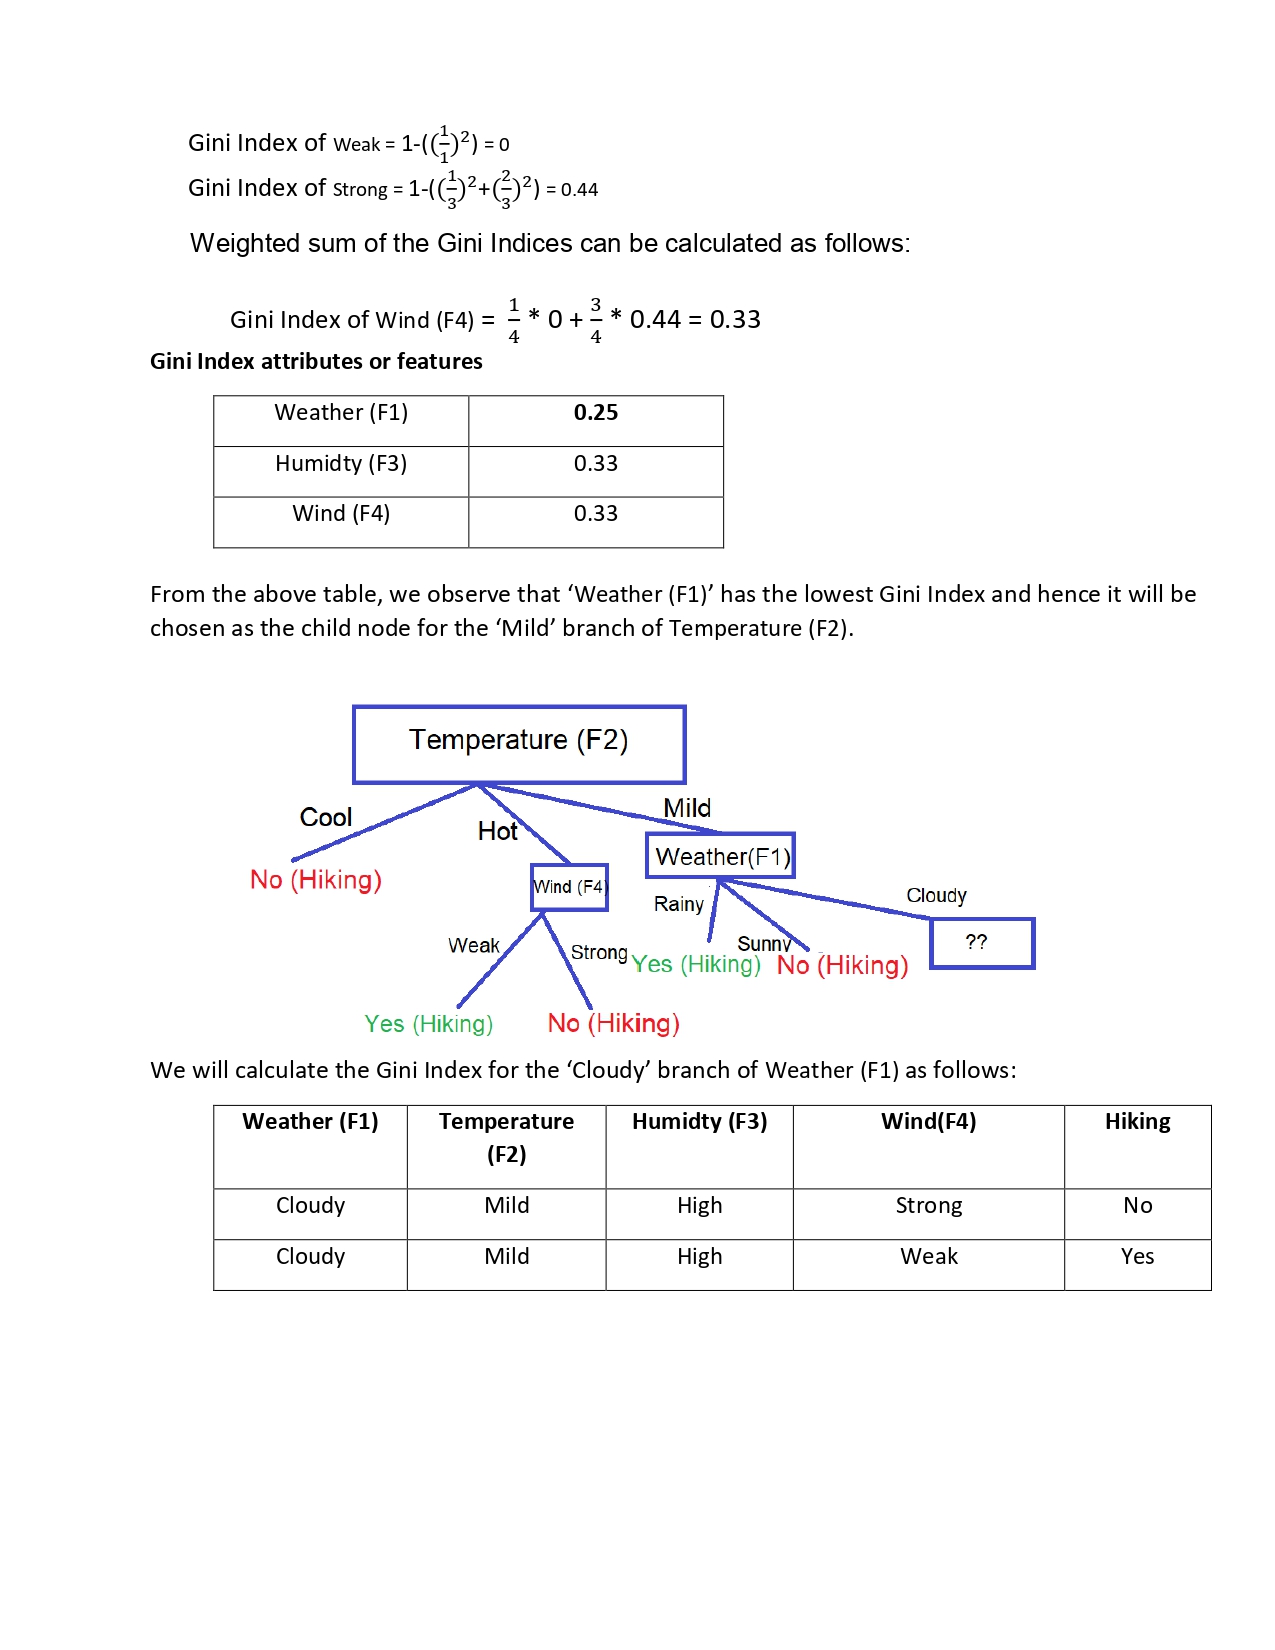 Gini Index of Weak = 1-((1/1)²) = 0
Gini Index of Strong = 1-((1/3)²+(2/3)²) = 0.44
Weighted sum of the Gini Indices can be calculated as follows:
Gini Index of Wind (F4) = 1/4 * 0 + 3/4 * 0.44 = 0.33
Gini Index attributes or features
Weather (F1) 0.25
Humidty (F3) 0.33
Wind (F4) 0.33
From the above table, we observe that ‘Weather (F1)’ has the lowest Gini Index and hence it will be
chosen as the child node for the ‘Mild’ branch of Temperature (F2).
Temperature (F2)
Cool
Hot
Mild
No (Hiking)
Wind (F4)
Weather(F1)
Rainy
Sunny
Cloudy
Weak
Strong
Yes (Hiking)
No (Hiking)
??
Yes (Hiking)
No (Hiking)
We will calculate the Gini Index for the ‘Cloudy’ branch of Weather (F1) as follows:
Weather (F1) Temperature (F2) Humidty (F3) Wind(F4) Hiking
Cloudy Mild High Strong No
Cloudy Mild High Weak Yes